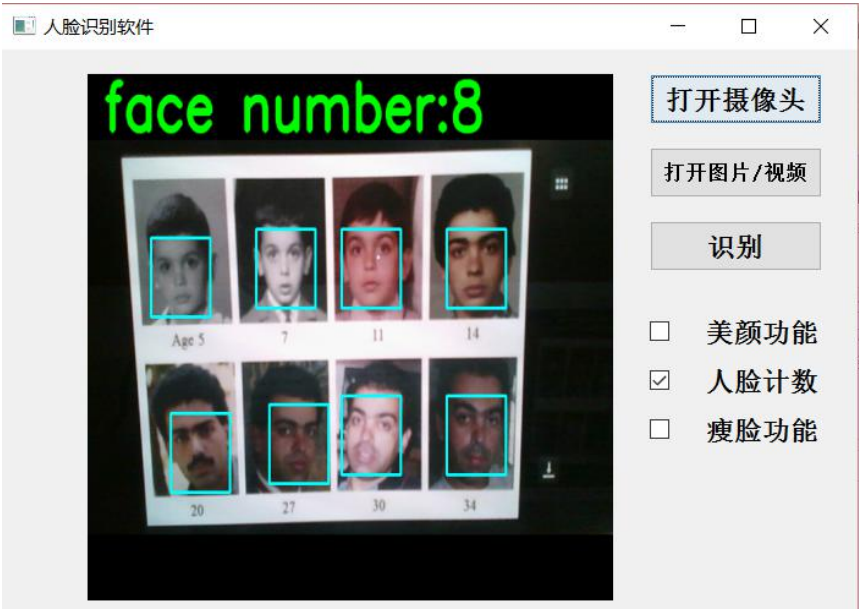 人脸识别软件
face number:8
打开摄像头
打开图片/视频
识别
美颜功能
人脸计数
瘦脸功能
Age 5 7 11 14
20 27 30 34